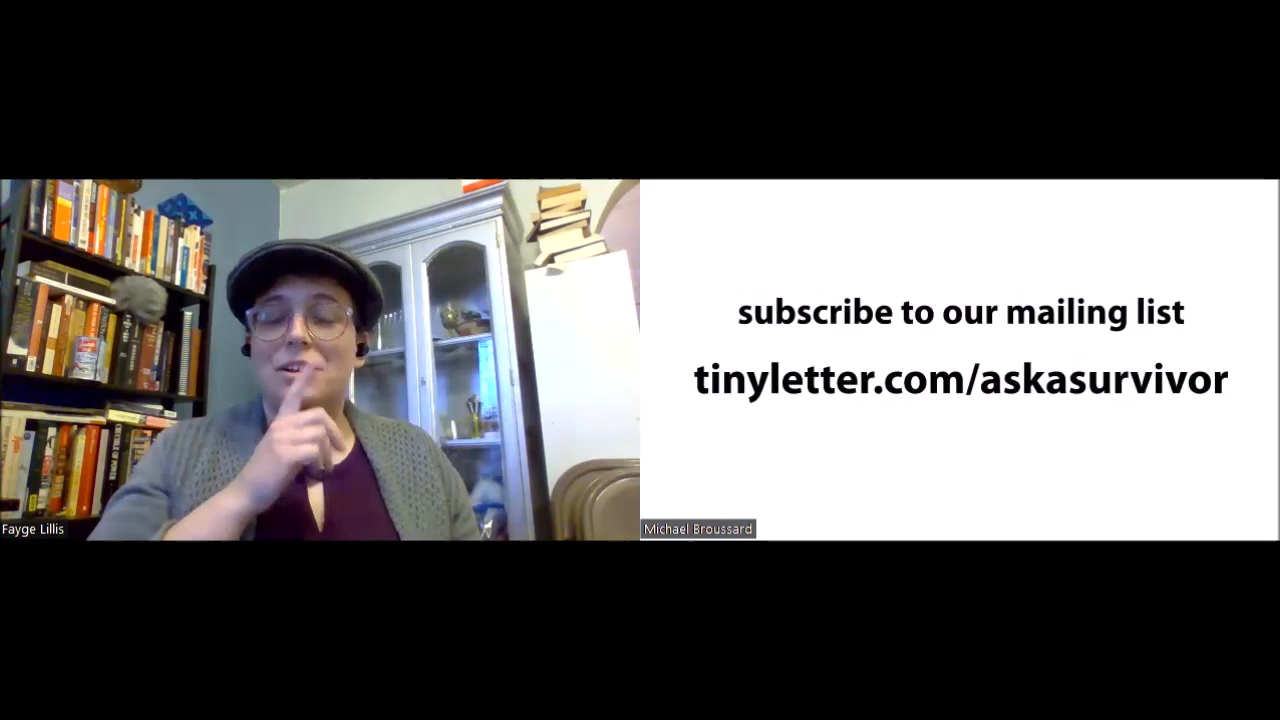 subscribe to our mailing list
tinyletter.com/askasurvivor
Fayge Lillis
Michael Broussard